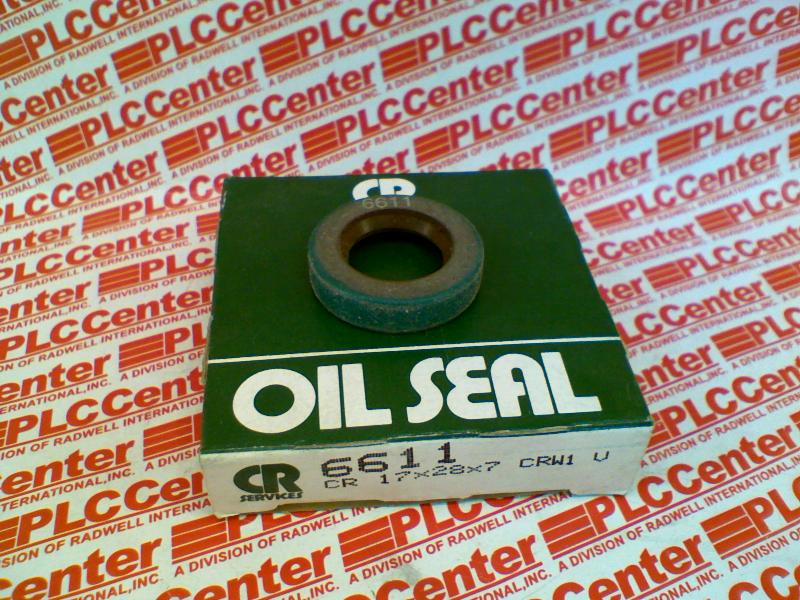 PLCCenter
A DIVISION OF RADWELL INTERNATIONAL, INC.
CR
6611
OIL SEAL
CR
SERVICES
6611
CR 17x28x7 CRW1 V